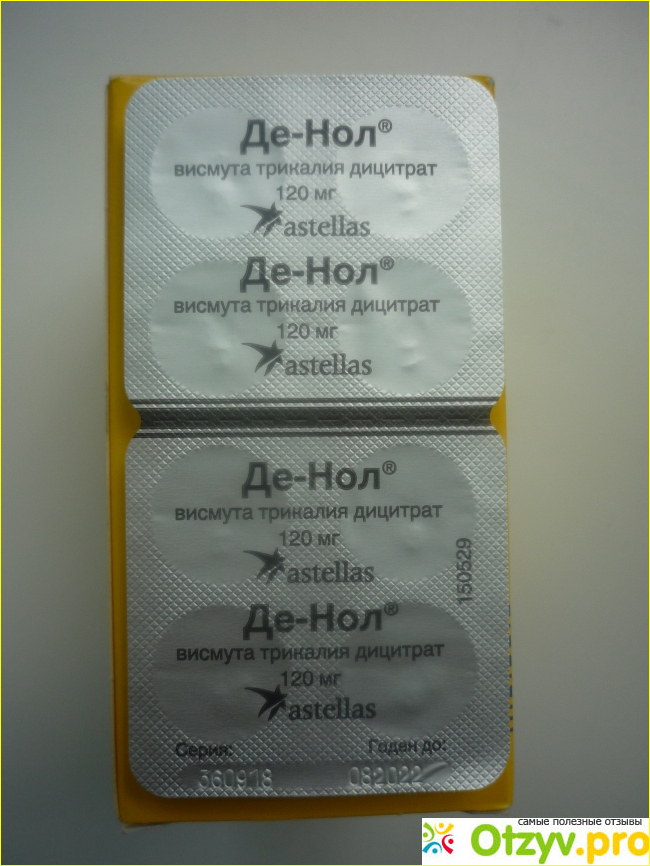 Де-Нол®
висмута трикалия дицитрат
120 мг
astellas
Де-Нол®
висмута трикалия дицитрат
120 мг
astellas
Де-Нол®
висмута трикалия дицитрат
120 мг
astellas
150529
Де-Нол®
висмута трикалия дицитрат
120 мг
astellas
Серия: Годен до:
360918 082022
самые полезные отзывы
Otzyv.pro